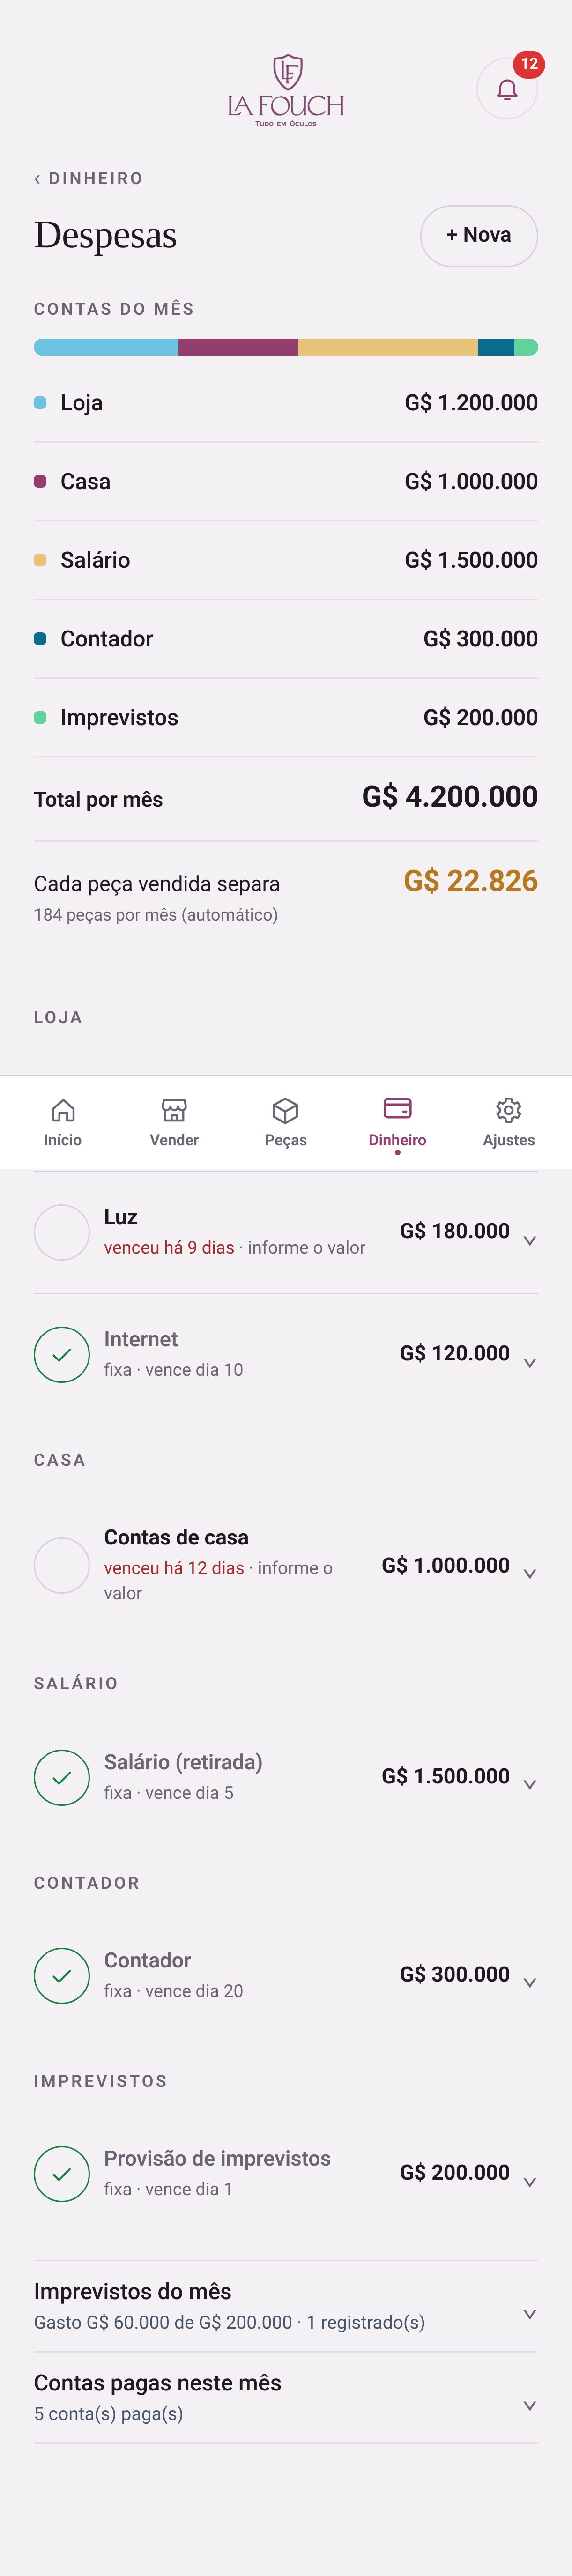 LF
LA FOUCH
TUDO EM ÓCULOS
12
‹ DINHEIRO
Despesas
+ Nova
CONTAS DO MÊS
Loja G$ 1.200.000
Casa G$ 1.000.000
Salário G$ 1.500.000
Contador G$ 300.000
Imprevistos G$ 200.000
Total por mês G$ 4.200.000
Cada peça vendida separa G$ 22.826
184 peças por mês (automático)
LOJA
Início Vender Peças Dinheiro Ajustes
Luz G$ 180.000
venceu há 9 dias · informe o valor
Internet G$ 120.000
fixa · vence dia 10
CASA
Contas de casa G$ 1.000.000
venceu há 12 dias · informe o
valor
SALÁRIO
Salário (retirada) G$ 1.500.000
fixa · vence dia 5
CONTADOR
Contador G$ 300.000
fixa · vence dia 20
IMPREVISTOS
Provisão de imprevistos G$ 200.000
fixa · vence dia 1
Imprevistos do mês
Gasto G$ 60.000 de G$ 200.000 · 1 registrado(s)
Contas pagas neste mês
5 conta(s) paga(s)